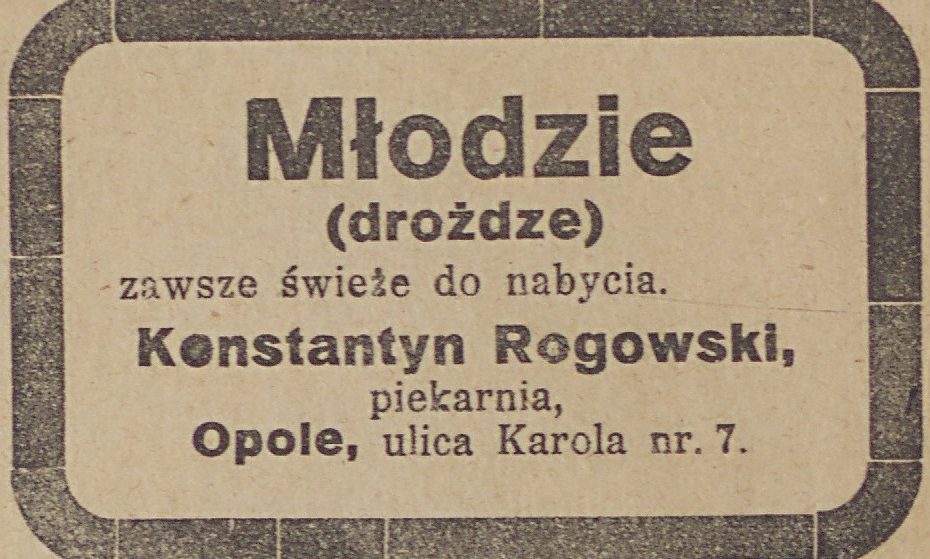 Młodzie
(drożdze)
zawsze świeże do nabycia.
Konstantyn Rogowski,
piekarnia,
Opole, ulica Karola nr. 7.